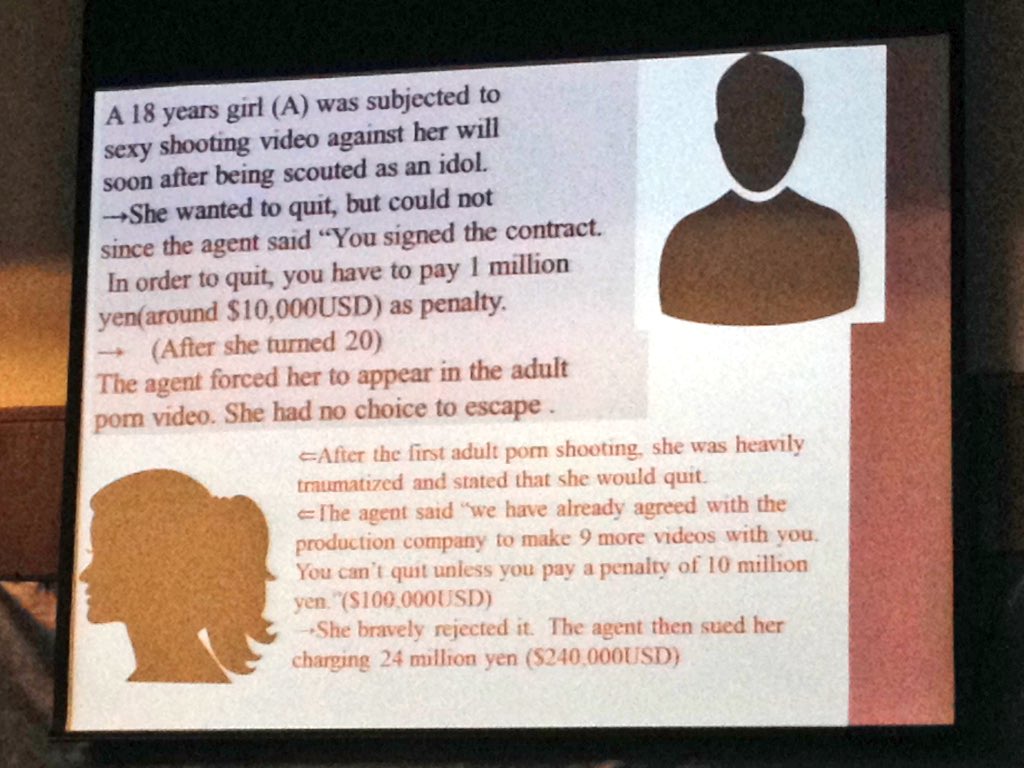 A 18 years girl (A) was subjected to
sexy shooting video against her will
soon after being scouted as an idol.
→She wanted to quit, but could not
since the agent said “You signed the contract.
In order to quit, you have to pay 1 million
yen(around $10,000USD) as penalty.
→ (After she turned 20)
The agent forced her to appear in the adult
porn video. She had no choice to escape .
⇐After the first adult porn shooting, she was heavily
traumatized and stated that she would quit.
⇐The agent said “we have already agreed with the
production company to make 9 more videos with you.
You can't quit unless you pay a penalty of 10 million
yen.”($100,000USD)
→She bravely rejected it. The agent then sued her
charging 24 million yen ($240,000USD)